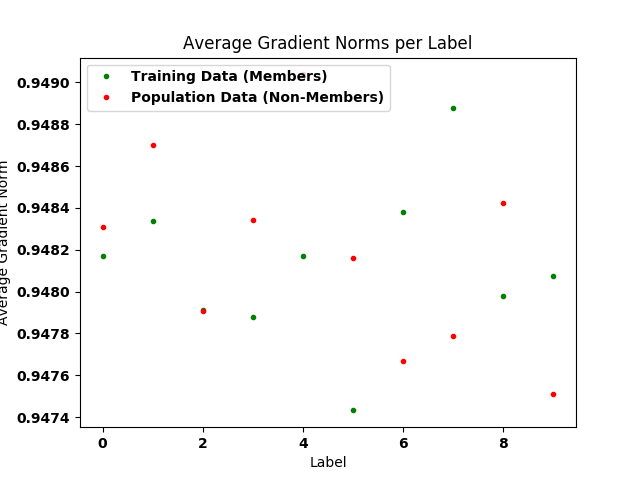 Average Gradient Norms per Label
Training Data (Members)
Population Data (Non-Members)
0.9490
0.9488
0.9486
0.9484
0.9482
0.9480
0.9478
0.9476
0.9474
Average Gradient Norm
0 2 4 6 8
Label